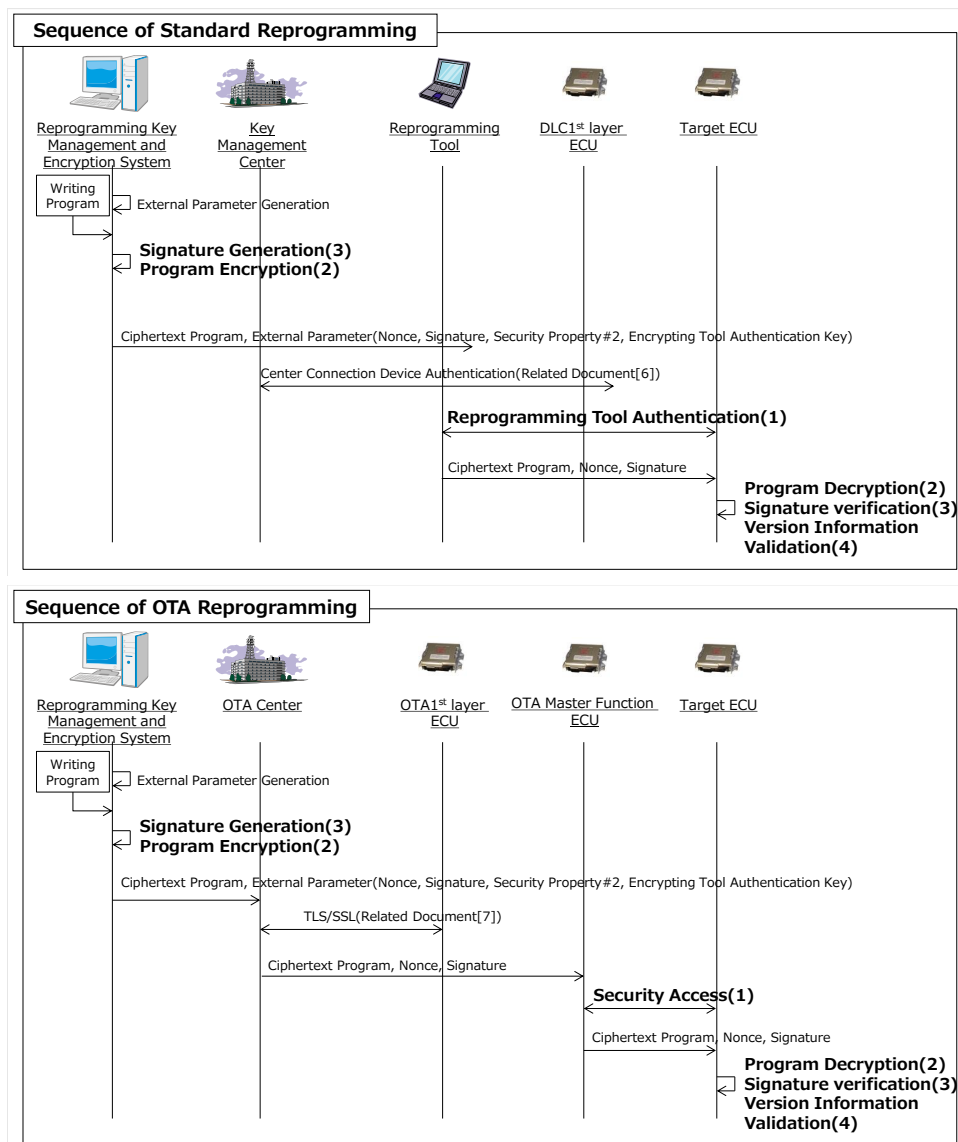 Sequence of Standard Reprogramming
Reprogramming Key
Management and
Encryption System
Key
Management
Center
Reprogramming
Tool
DLC1st layer
ECU
Target ECU
Writing
Program
External Parameter Generation
Signature Generation(3)
Program Encryption(2)
Ciphertext Program, External Parameter(Nonce, Signature, Security Property#2, Encrypting Tool Authentication Key)
Center Connection Device Authentication(Related Document[6])
Reprogramming Tool Authentication(1)
Ciphertext Program, Nonce, Signature
Program Decryption(2)
Signature verification(3)
Version Information
Validation(4)
Sequence of OTA Reprogramming
Reprogramming Key
Management and
Encryption System
OTA Center
OTA1st layer
ECU
OTA Master Function
ECU
Target ECU
Writing
Program
External Parameter Generation
Signature Generation(3)
Program Encryption(2)
Ciphertext Program, External Parameter(Nonce, Signature, Security Property#2, Encrypting Tool Authentication Key)
TLS/SSL(Related Document[7])
Ciphertext Program, Nonce, Signature
Security Access(1)
Ciphertext Program, Nonce, Signature
Program Decryption(2)
Signature verification(3)
Version Information
Validation(4)